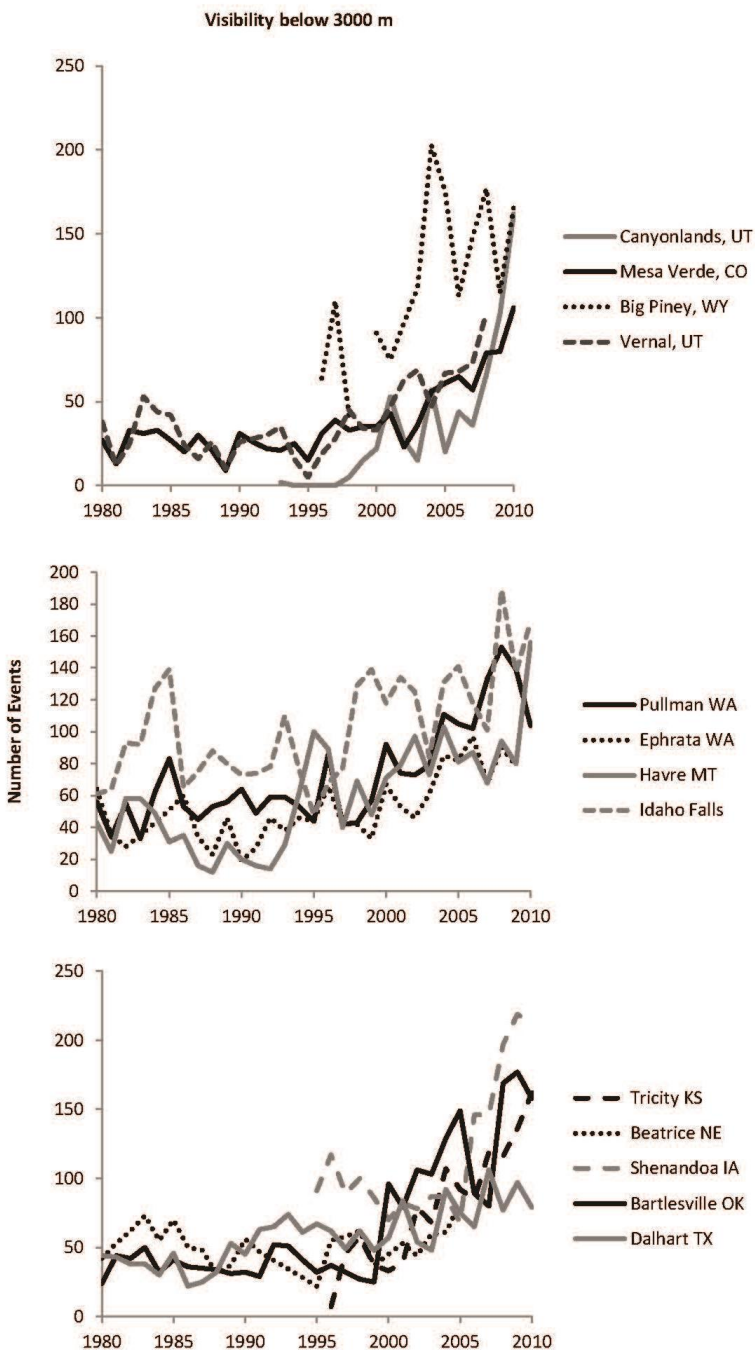 Visibility below 3000 m
250
200
150
100
50
0
1980 1985 1990 1995 2000 2005 2010
Canyonlands, UT
Mesa Verde, CO
Big Piney, WY
Vernal, UT
Number of Events
200
180
160
140
120
100
80
60
40
20
0
1980 1985 1990 1995 2000 2005 2010
Pullman WA
Ephrata WA
Havre MT
Idaho Falls
250
200
150
100
50
0
1980 1985 1990 1995 2000 2005 2010
Tricity KS
Beatrice NE
Shenandoa IA
Bartlesville OK
Dalhart TX